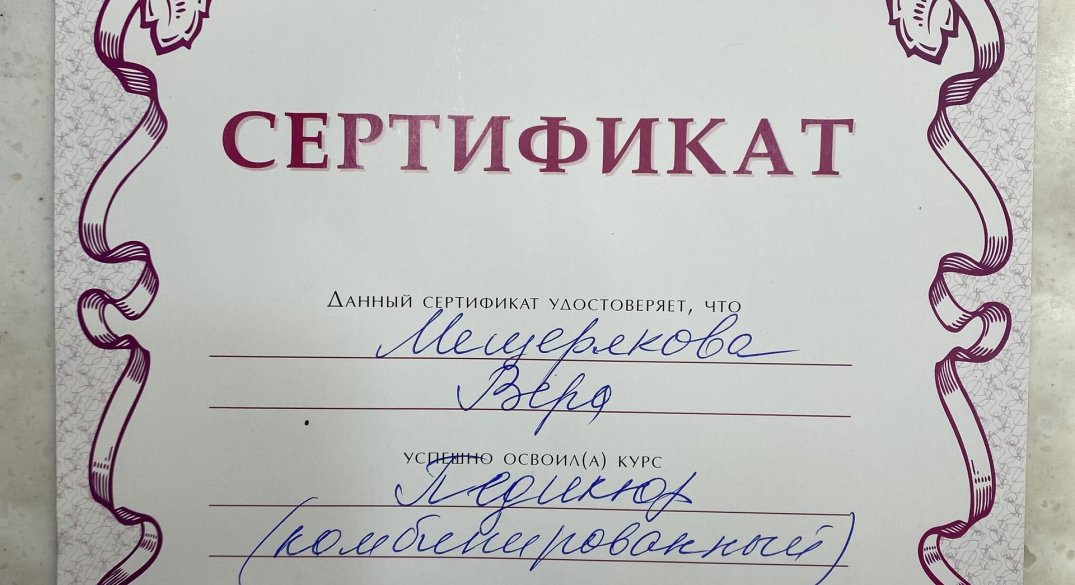 СЕРТИФИКАТ
Данный сертификат удостоверяет, что
Мещерякова
Вера
успешно освоил(а) курс
Педикюр
(комбинированный)